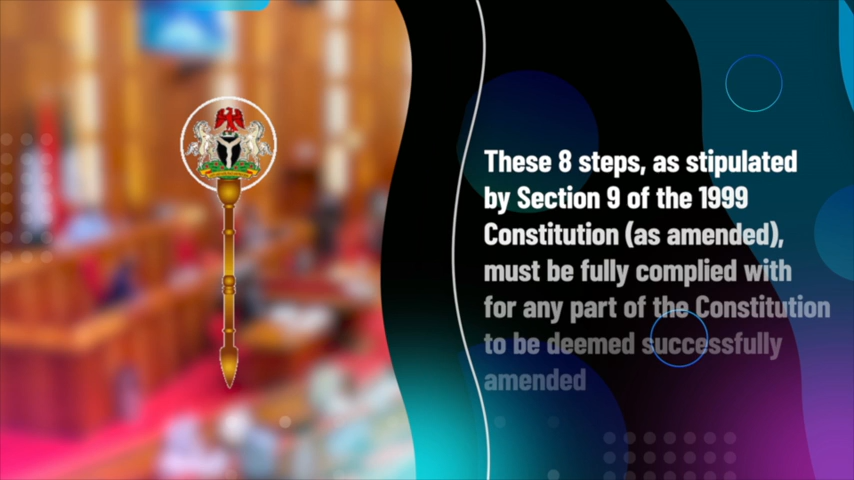 These 8 steps, as stipulated
by Section 9 of the 1999
Constitution (as amended),
must be fully complied with
for any part of the Constitution
to be deemed successfully
amended